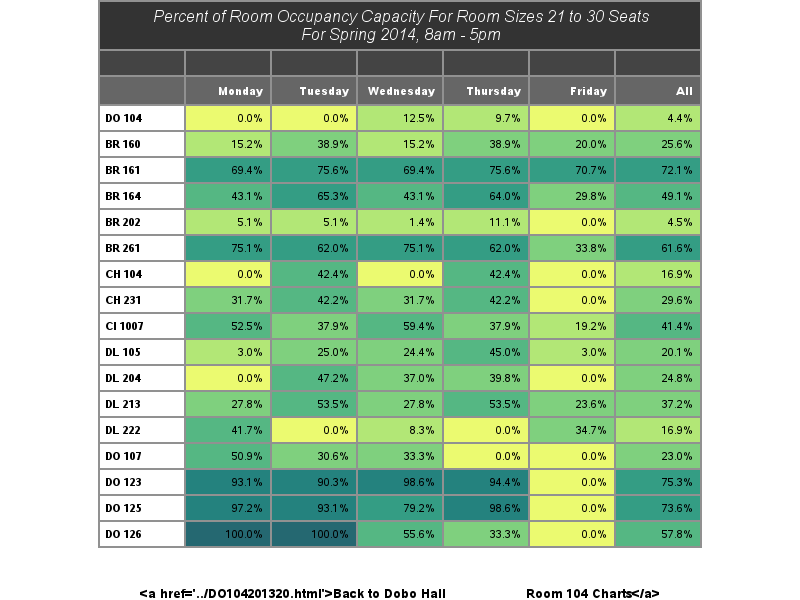 Percent of Room Occupancy Capacity For Room Sizes 21 to 30 Seats
For Spring 2014, 8am - 5pm
Monday Tuesday Wednesday Thursday Friday All
DO 104 0.0% 0.0% 12.5% 9.7% 0.0% 4.4%
BR 160 15.2% 38.9% 15.2% 38.9% 20.0% 25.6%
BR 161 69.4% 75.6% 69.4% 75.6% 70.7% 72.1%
BR 164 43.1% 65.3% 43.1% 64.0% 29.8% 49.1%
BR 202 5.1% 5.1% 1.4% 11.1% 0.0% 4.5%
BR 261 75.1% 62.0% 75.1% 62.0% 33.8% 61.6%
CH 104 0.0% 42.4% 0.0% 42.4% 0.0% 16.9%
CH 231 31.7% 42.2% 31.7% 42.2% 0.0% 29.6%
CI 1007 52.5% 37.9% 59.4% 37.9% 19.2% 41.4%
DL 105 3.0% 25.0% 24.4% 45.0% 3.0% 20.1%
DL 204 0.0% 47.2% 37.0% 39.8% 0.0% 24.8%
DL 213 27.8% 53.5% 27.8% 53.5% 23.6% 37.2%
DL 222 41.7% 0.0% 8.3% 0.0% 34.7% 16.9%
DO 107 50.9% 30.6% 33.3% 0.0% 0.0% 23.0%
DO 123 93.1% 90.3% 98.6% 94.4% 0.0% 75.3%
DO 125 97.2% 93.1% 79.2% 98.6% 0.0% 73.6%
DO 126 100.0% 100.0% 55.6% 33.3% 0.0% 57.8%
<a href='../DO104201320.html'>Back to Dobo Hall Room 104 Charts</a>